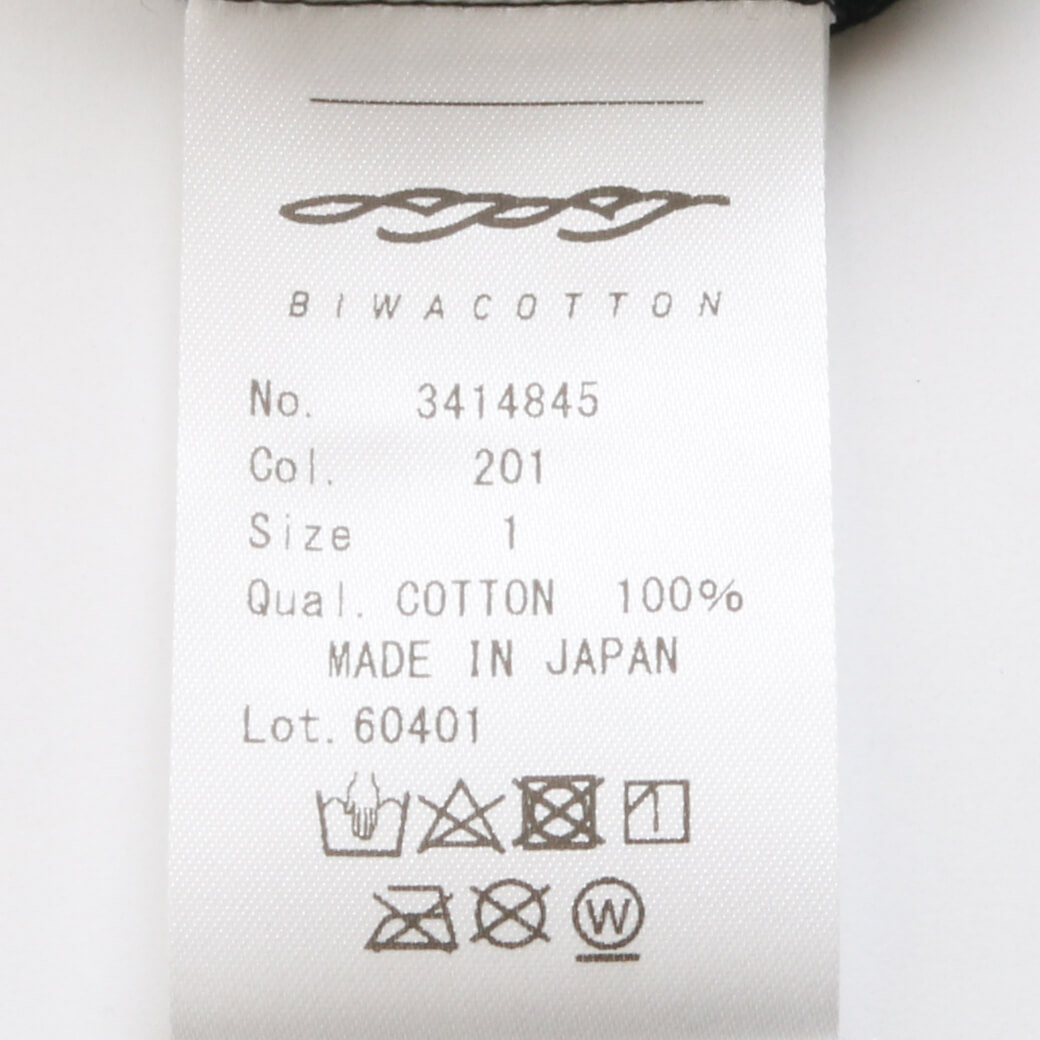 BIWACOTTON
No. 3414845
Col. 201
Size 1
Qual. COTTON 100%
MADE IN JAPAN
Lot. 60401
W